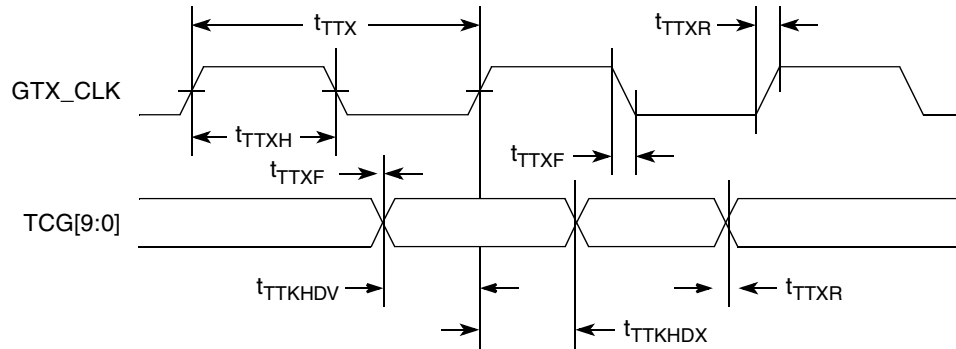 tTTX
tTTXR
GTX_CLK
tTTXH
tTTXF
tTTXF
TCG[9:0]
tTTKHDV
tTTXR
tTTKHDX